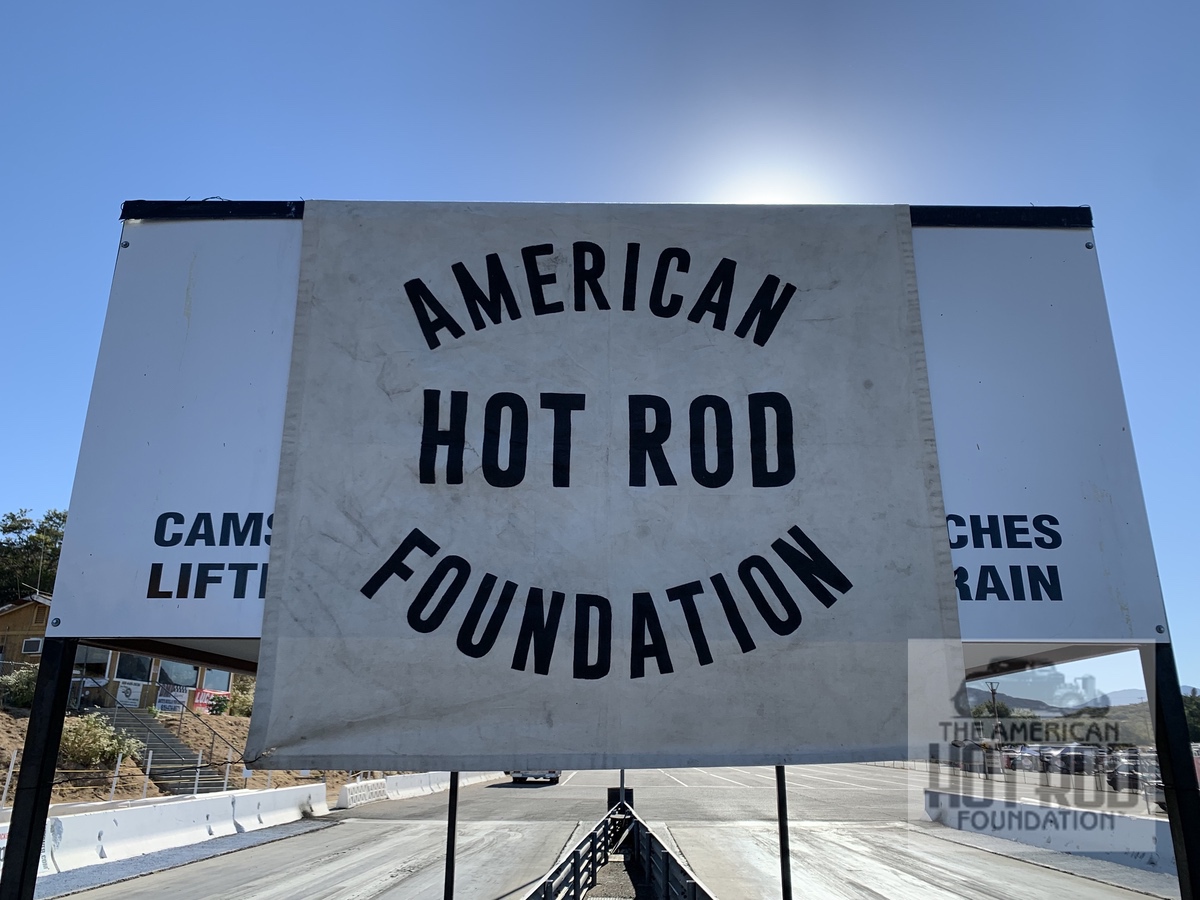 AMERICAN
HOT ROD
FOUNDATION
CAMS
LIFT
CHES
RAIN
THE AMERICAN
HOT ROD
FOUNDATION